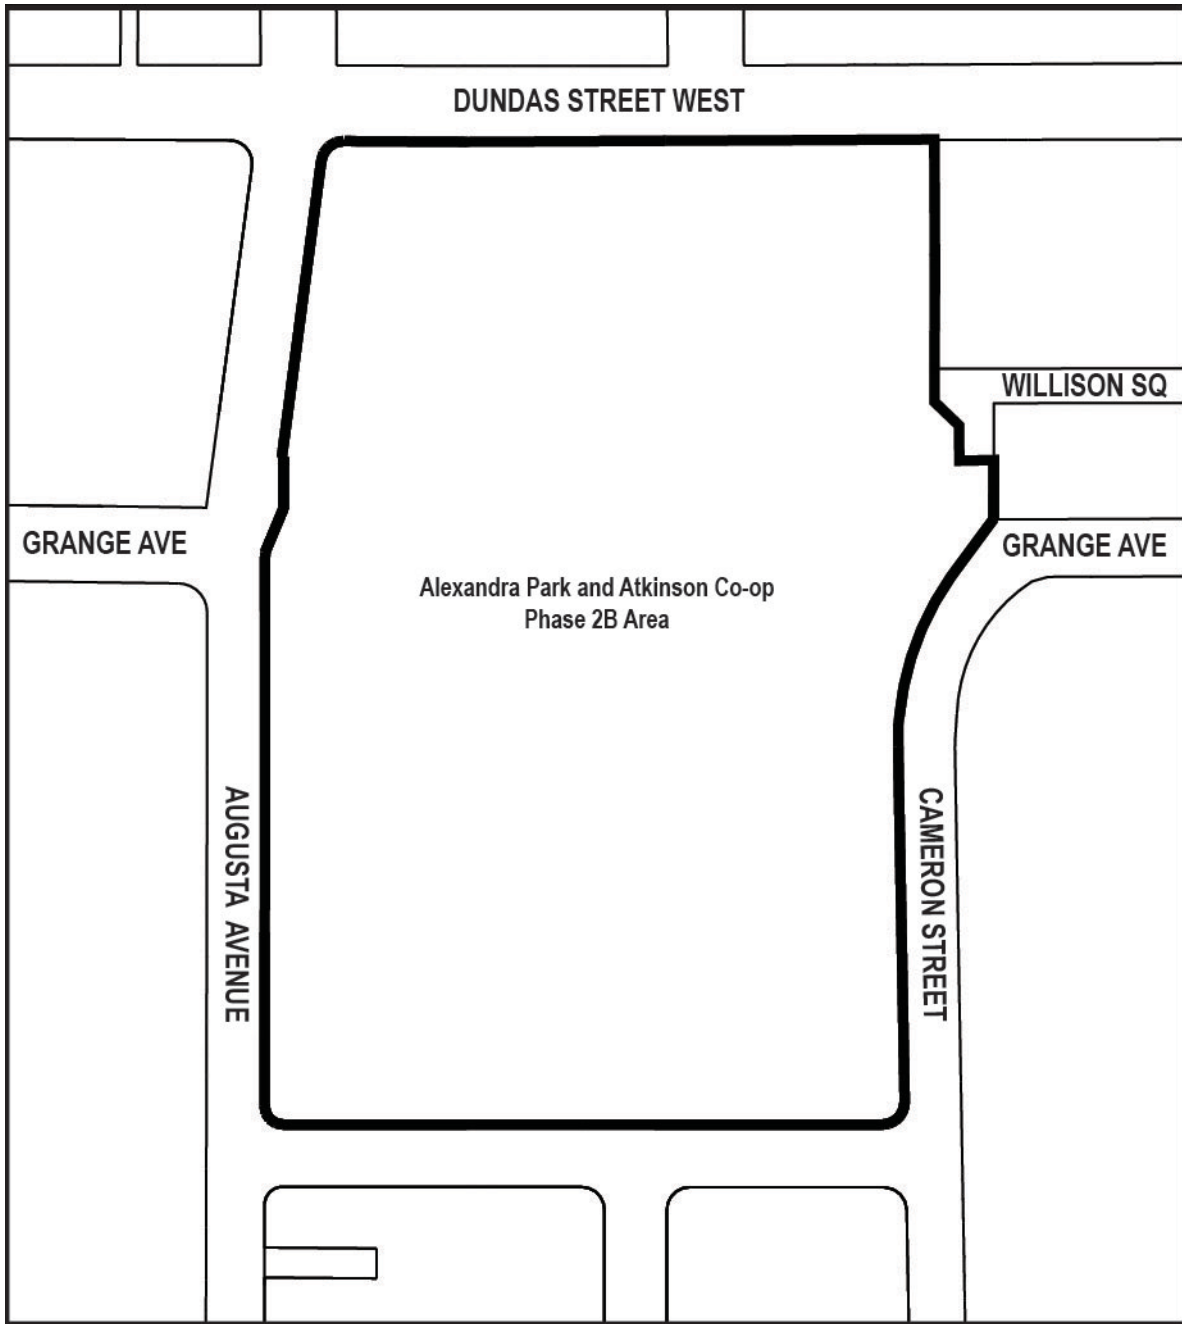 DUNDAS STREET WEST
WILLISON SQ
GRANGE AVE
GRANGE AVE
Alexandra Park and Atkinson Co-op
Phase 2B Area
AUGUSTA AVENUE
CAMERON STREET